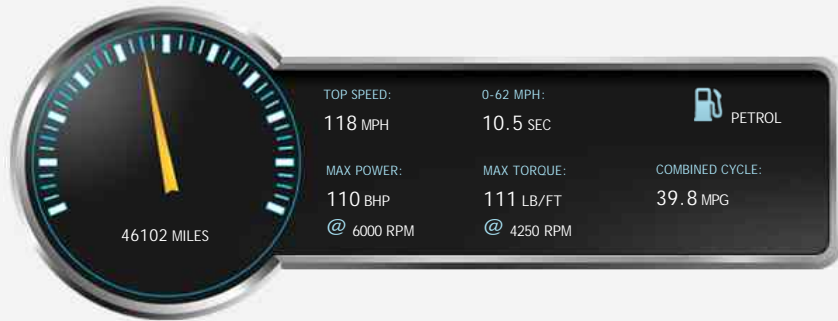 46102 MILES
TOP SPEED:
118 MPH
0-62 MPH:
10.5 SEC
PETROL
MAX POWER:
110 BHP
@ 6000 RPM
MAX TORQUE:
111 LB/FT
@ 4250 RPM
COMBINED CYCLE:
39.8 MPG